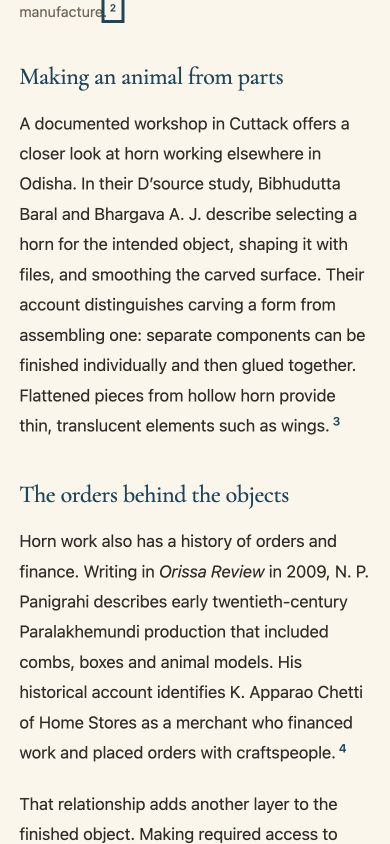 manufacture. 2
Making an animal from parts
A documented workshop in Cuttack offers a
closer look at horn working elsewhere in
Odisha. In their D’source study, Bibhudutta
Baral and Bhargava A. J. describe selecting a
horn for the intended object, shaping it with
files, and smoothing the carved surface. Their
account distinguishes carving a form from
assembling one: separate components can be
finished individually and then glued together.
Flattened pieces from hollow horn provide
thin, translucent elements such as wings. 3
The orders behind the objects
Horn work also has a history of orders and
finance. Writing in Orissa Review in 2009, N. P.
Panigrahi describes early twentieth-century
Paralakhemundi production that included
combs, boxes and animal models. His
historical account identifies K. Apparao Chetti
of Home Stores as a merchant who financed
work and placed orders with craftspeople. 4
That relationship adds another layer to the
finished object. Making required access to